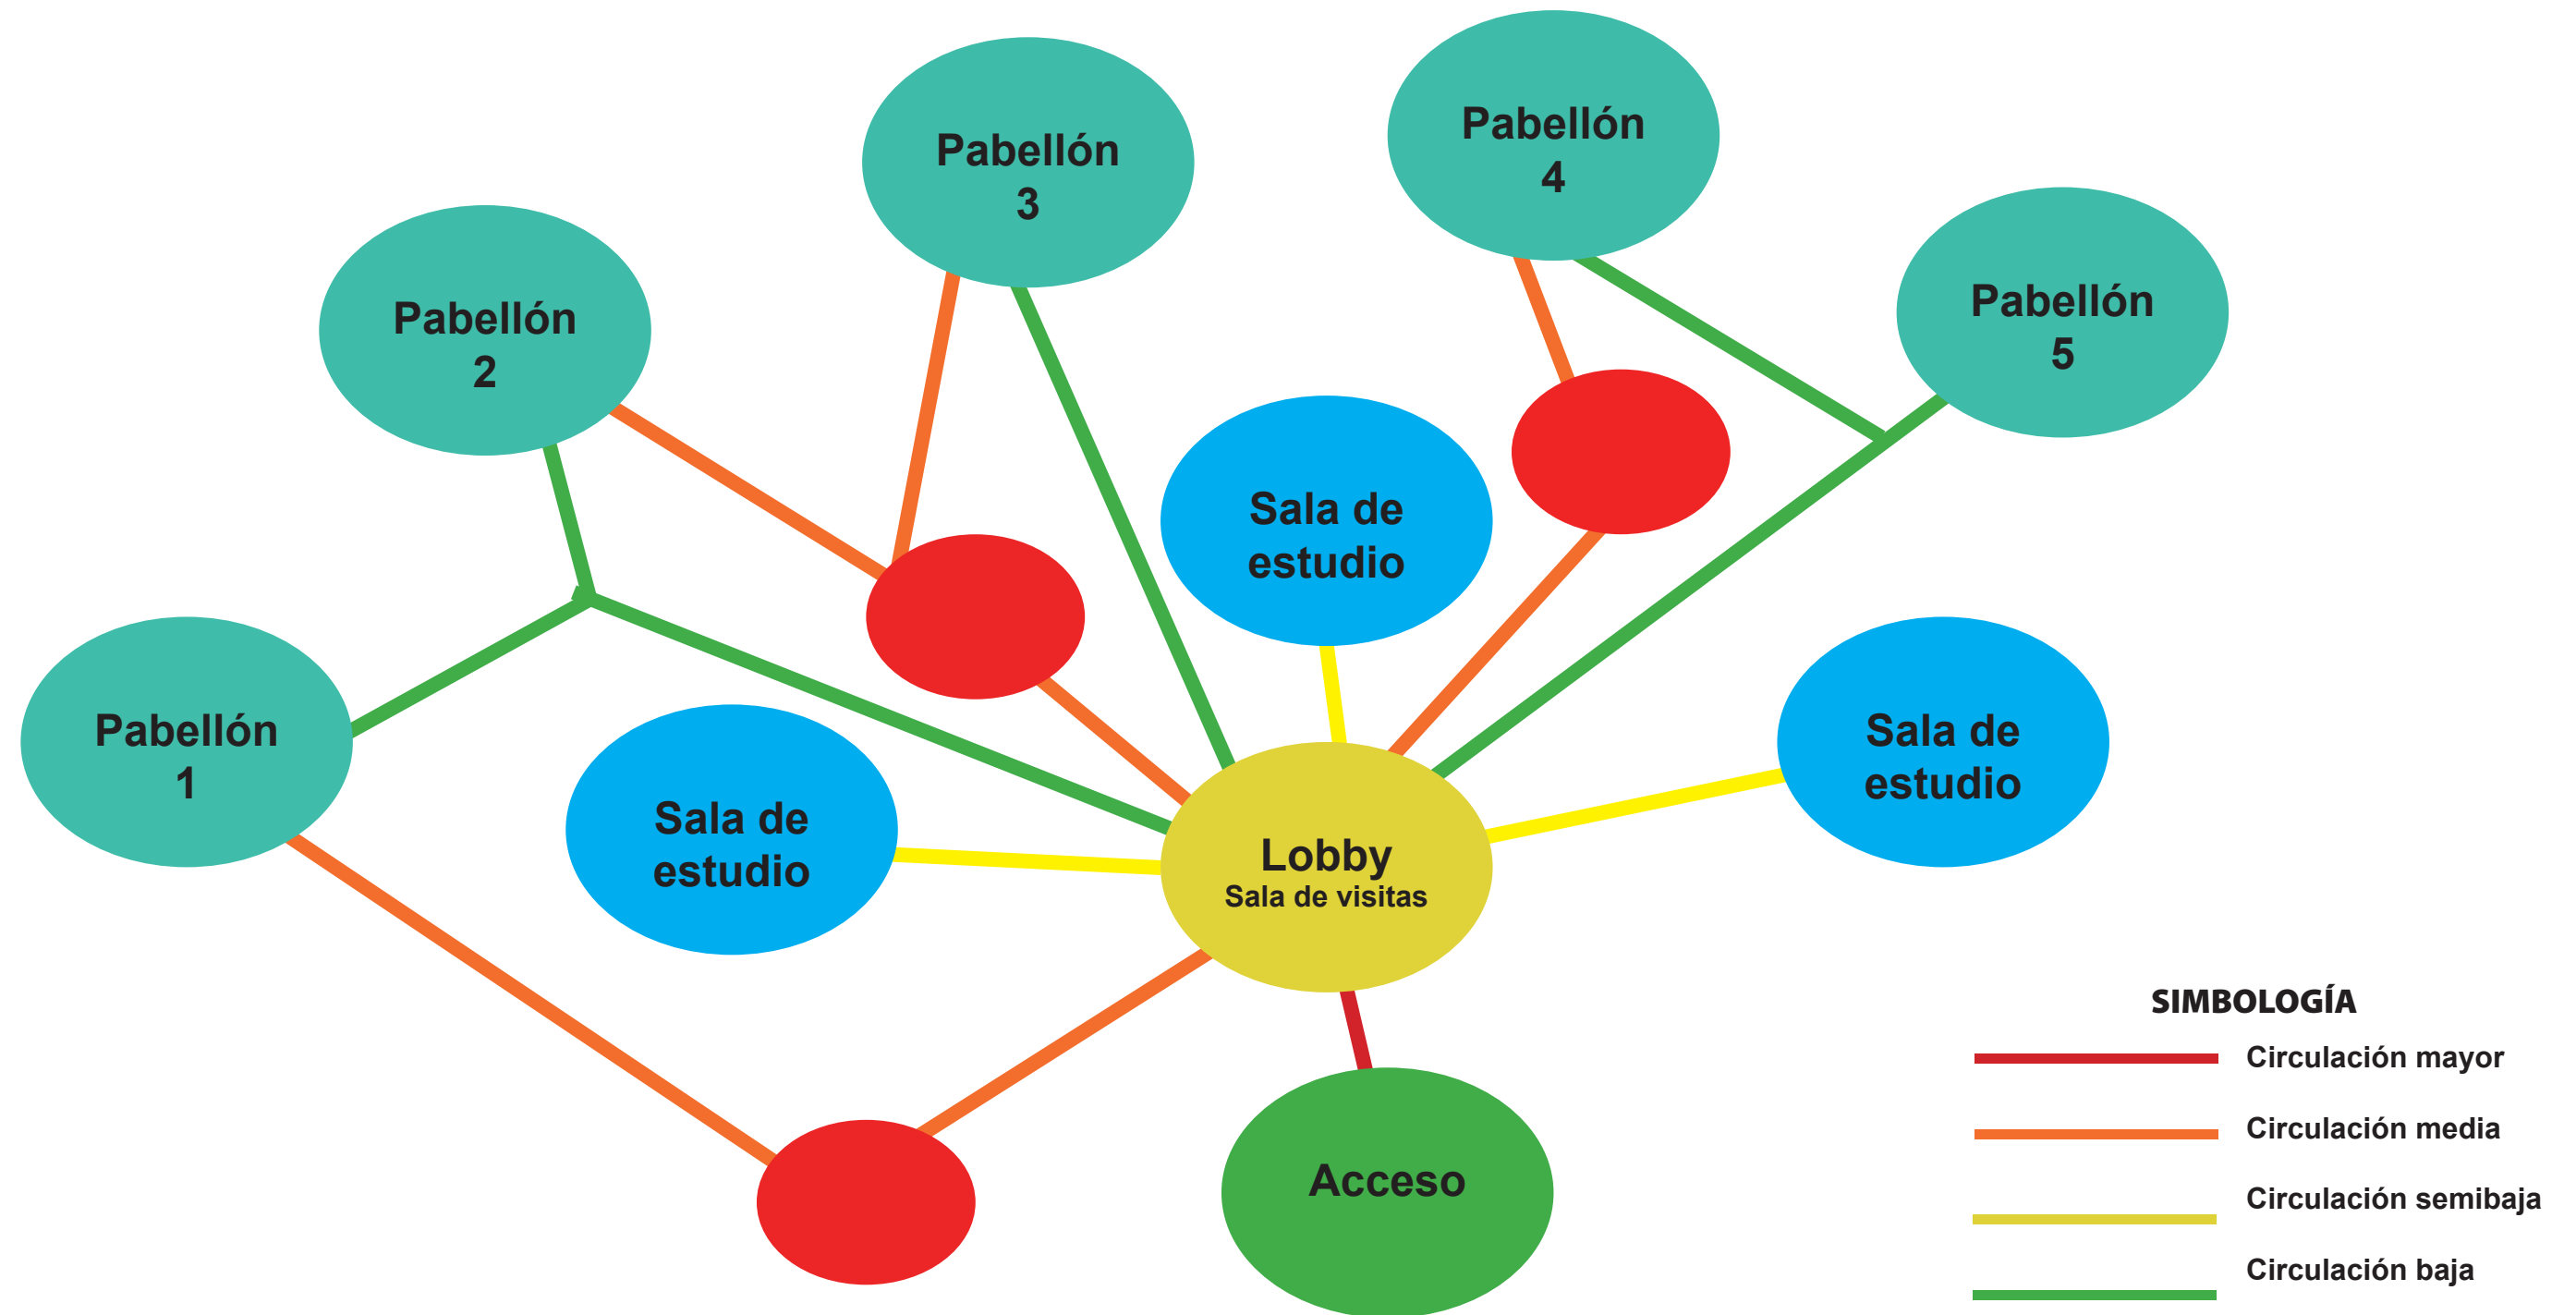 Pabellón
4
Pabellón
3
Pabellón
5
Pabellón
2
Sala de
estudio
Pabellón
1
Sala de
estudio
Sala de
estudio
Lobby
Sala de visitas
Acceso
SIMBOLOGÍA
Circulación mayor
Circulación media
Circulación semibaja
Circulación baja